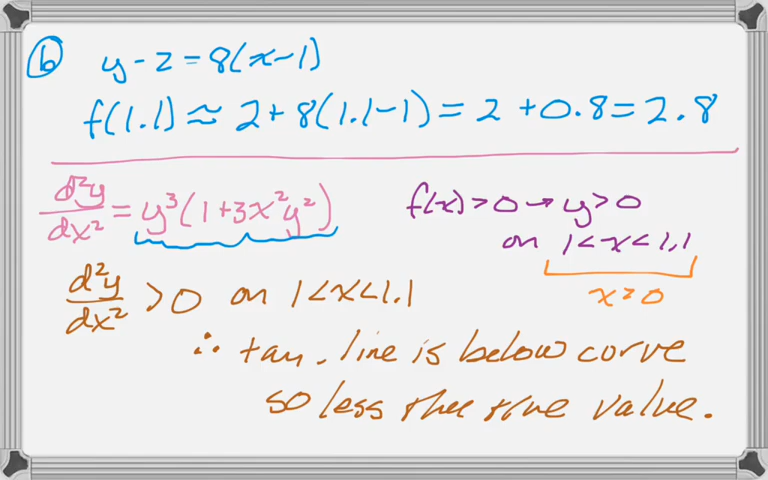 (b) y - 2 = 8(x-1)
f(1.1) ≈ 2 + 8(1.1-1) = 2 + 0.8 = 2.8
d²y/dx² = y³(1+3x²y²)
f(x) > 0 → y > 0
on 1 < x < 1.1
x > 0
d²y/dx² > 0 on 1 < x < 1.1
∴ tan. line is below curve
so less than true value.